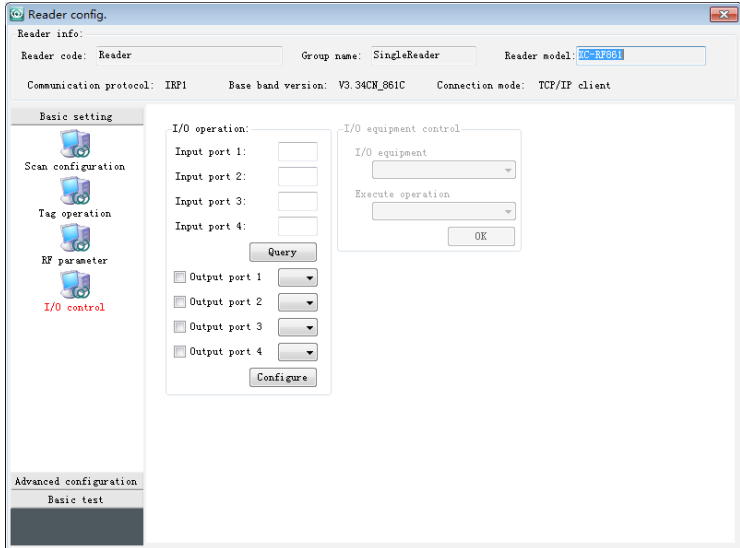 Reader config.
Reader info:
Reader code: Reader Group name: SingleReader Reader model: XC-RF861
Communication protocol: IRP1 Base band version: V3.34CN_861C Connection mode: TCP/IP client
Basic setting
Scan configuration
Tag operation
RF parameter
I/O control
Advanced configuration
Basic test
I/O operation:
Input port 1:
Input port 2:
Input port 3:
Input port 4:
Query
Output port 1
Output port 2
Output port 3
Output port 4
Configure
I/O equipment control
I/O equipment
Execute operation
OK